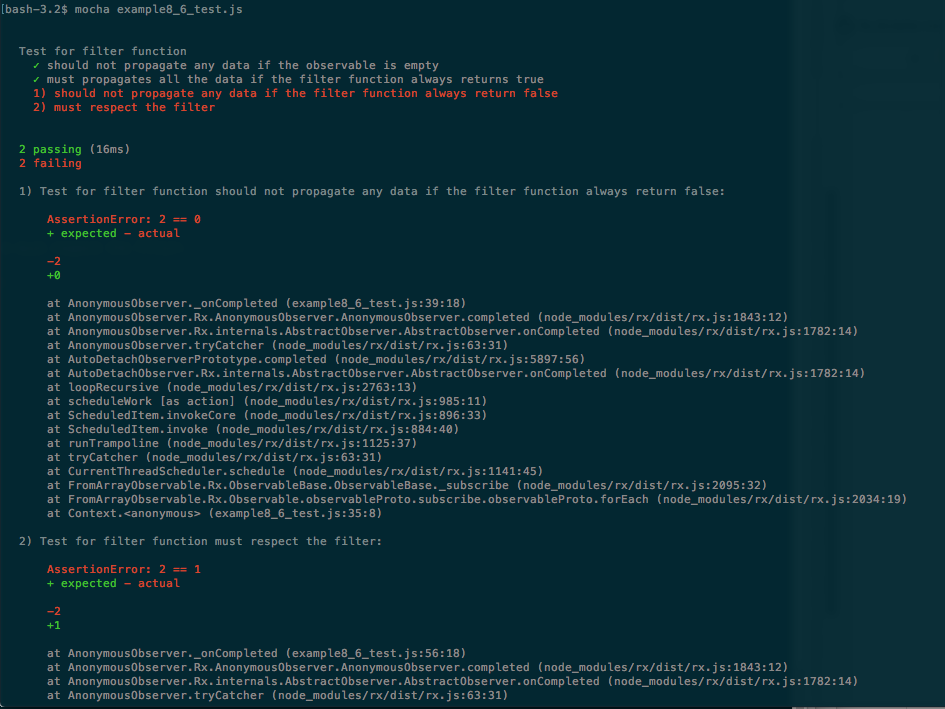 [bash-3.2$ mocha example8_6_test.js
Test for filter function
✓ should not propagate any data if the observable is empty
✓ must propagates all the data if the filter function always returns true
1) should not propagate any data if the filter function always return false
2) must respect the filter
2 passing (16ms)
2 failing
1) Test for filter function should not propagate any data if the filter function always return false:
AssertionError: 2 == 0
+ expected - actual
-2
+0
at AnonymousObserver._onCompleted (example8_6_test.js:39:18)
at AnonymousObserver.Rx.AnonymousObserver.AnonymousObserver.completed (node_modules/rx/dist/rx.js:1843:12)
at AnonymousObserver.Rx.internals.AbstractObserver.AbstractObserver.onCompleted (node_modules/rx/dist/rx.js:1782:14)
at AnonymousObserver.tryCatcher (node_modules/rx/dist/rx.js:63:31)
at AutoDetachObserverPrototype.completed (node_modules/rx/dist/rx.js:5897:56)
at AutoDetachObserver.Rx.internals.AbstractObserver.AbstractObserver.onCompleted (node_modules/rx/dist/rx.js:1782:14)
at loopRecursive (node_modules/rx/dist/rx.js:2763:13)
at scheduleWork [as action] (node_modules/rx/dist/rx.js:985:11)
at ScheduledItem.invokeCore (node_modules/rx/dist/rx.js:896:33)
at ScheduledItem.invoke (node_modules/rx/dist/rx.js:884:40)
at runTrampoline (node_modules/rx/dist/rx.js:1125:37)
at tryCatcher (node_modules/rx/dist/rx.js:63:31)
at CurrentThreadScheduler.schedule (node_modules/rx/dist/rx.js:1141:45)
at FromArrayObservable.Rx.ObservableBase.ObservableBase._subscribe (node_modules/rx/dist/rx.js:2095:32)
at FromArrayObservable.Rx.Observable.observableProto.subscribe.observableProto.forEach (node_modules/rx/dist/rx.js:2034:19)
at Context.<anonymous> (example8_6_test.js:35:8)
2) Test for filter function must respect the filter:
AssertionError: 2 == 1
+ expected - actual
-2
+1
at AnonymousObserver._onCompleted (example8_6_test.js:56:18)
at AnonymousObserver.Rx.AnonymousObserver.AnonymousObserver.completed (node_modules/rx/dist/rx.js:1843:12)
at AnonymousObserver.Rx.internals.AbstractObserver.AbstractObserver.onCompleted (node_modules/rx/dist/rx.js:1782:14)
at AnonymousObserver.tryCatcher (node_modules/rx/dist/rx.js:63:31)